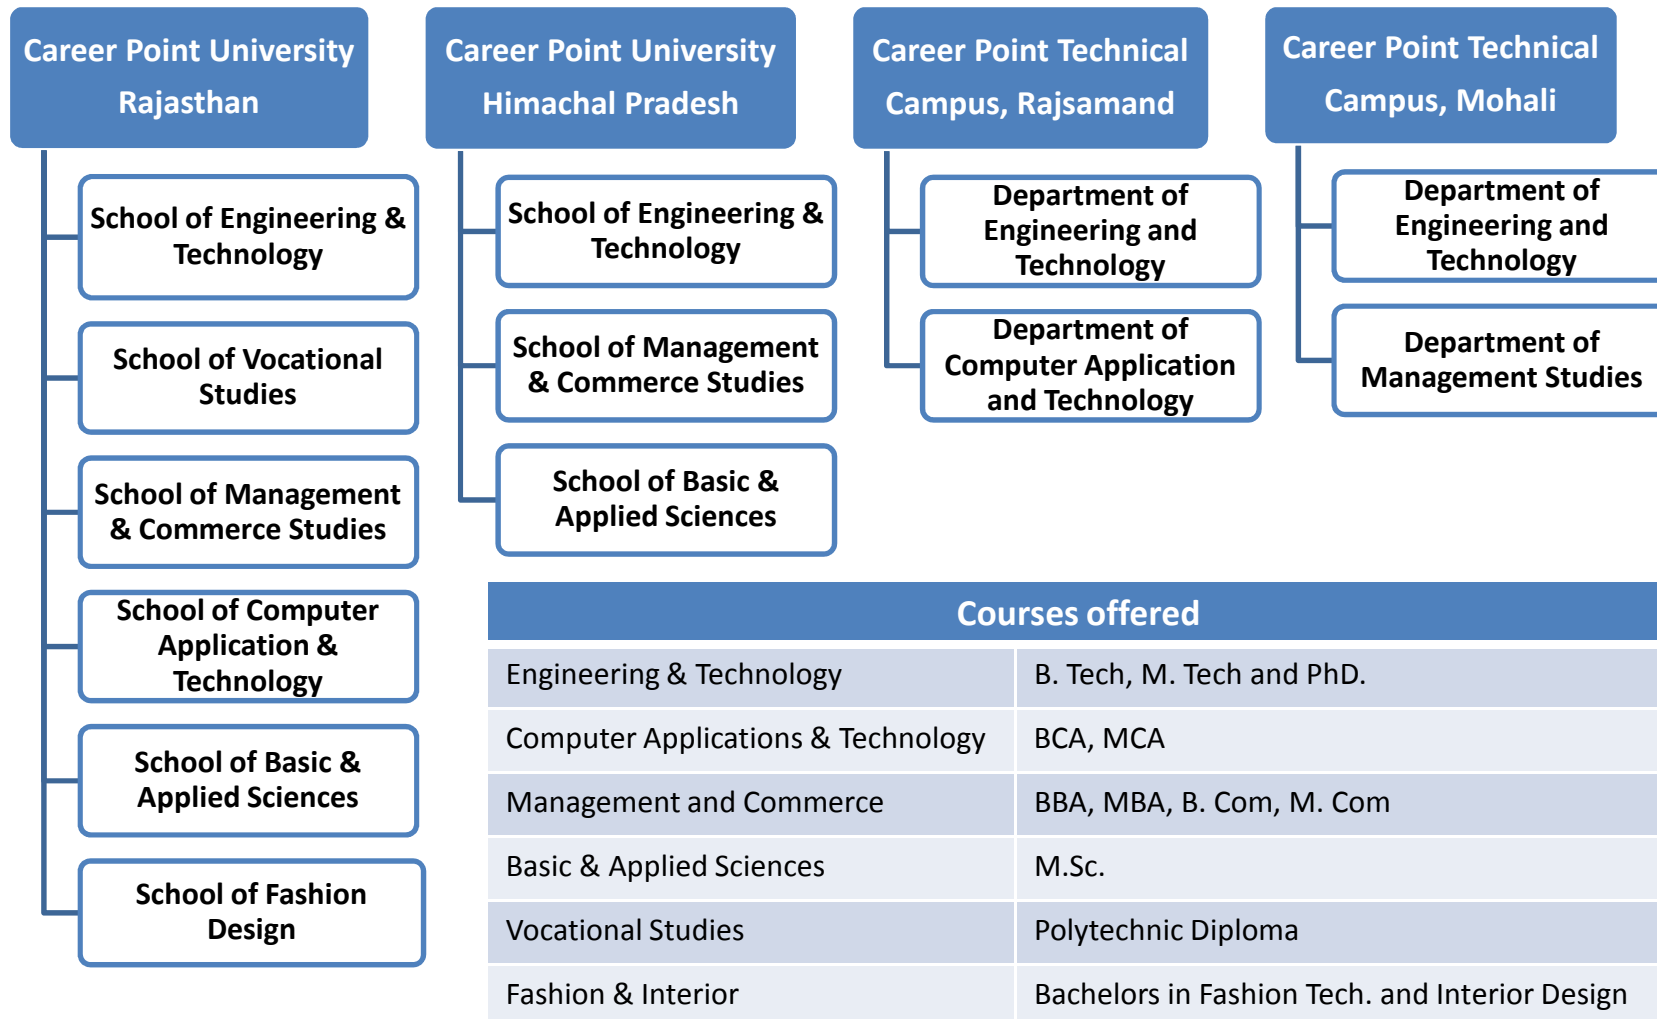 Career Point University
Rajasthan
School of Engineering &
Technology
School of Vocational
Studies
School of Management
& Commerce Studies
School of Computer
Application &
Technology
School of Basic &
Applied Sciences
School of Fashion
Design
Career Point University
Himachal Pradesh
School of Engineering &
Technology
School of Management
& Commerce Studies
School of Basic &
Applied Sciences
Career Point Technical
Campus, Rajsamand
Department of
Engineering and
Technology
Department of
Computer Application
and Technology
Career Point Technical
Campus, Mohali
Department of
Engineering and
Technology
Department of
Management Studies
Courses offered
Engineering & Technology B. Tech, M. Tech and PhD.
Computer Applications & Technology BCA, MCA
Management and Commerce BBA, MBA, B. Com, M. Com
Basic & Applied Sciences M.Sc.
Vocational Studies Polytechnic Diploma
Fashion & Interior Bachelors in Fashion Tech. and Interior Design